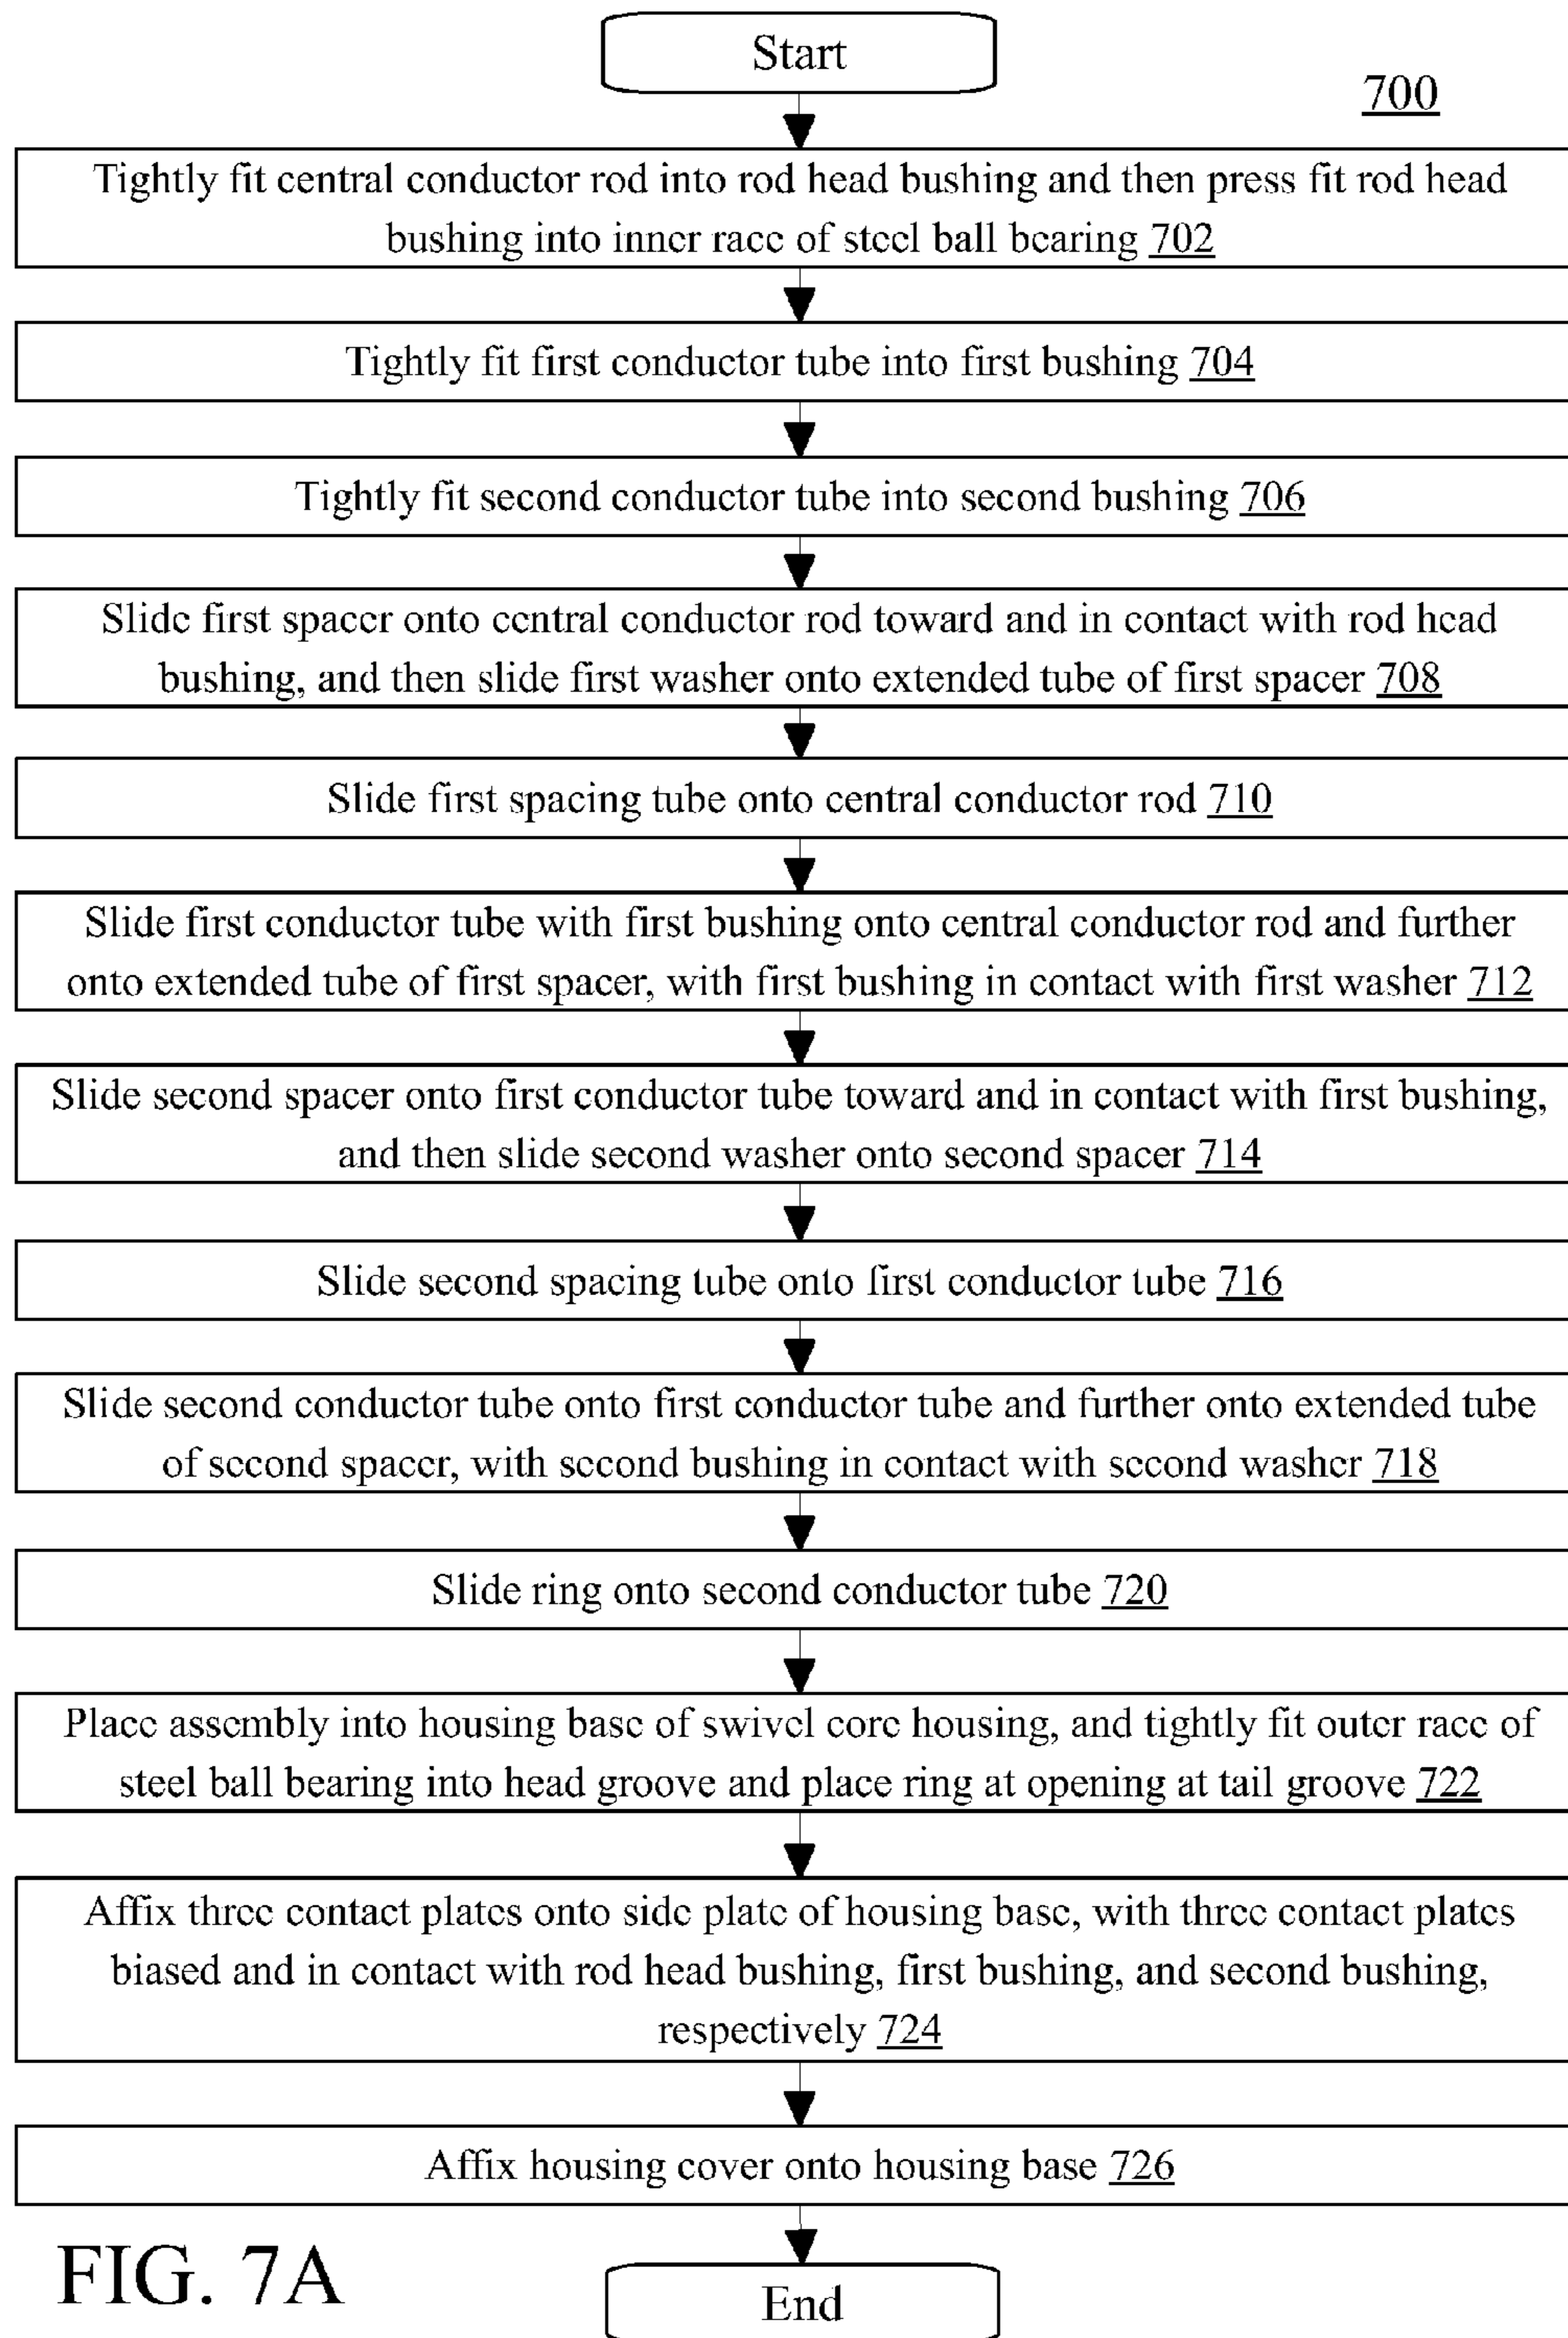 Start
700
Tightly fit central conductor rod into rod head bushing and then press fit rod head
bushing into inner race of steel ball bearing 702
Tightly fit first conductor tube into first bushing 704
Tightly fit second conductor tube into second bushing 706
Slide first spacer onto central conductor rod toward and in contact with rod head
bushing, and then slide first washer onto extended tube of first spacer 708
Slide first spacing tube onto central conductor rod 710
Slide first conductor tube with first bushing onto central conductor rod and further
onto extended tube of first spacer, with first bushing in contact with first washer 712
Slide second spacer onto first conductor tube toward and in contact with first bushing,
and then slide second washer onto second spacer 714
Slide second spacing tube onto first conductor tube 716
Slide second conductor tube onto first conductor tube and further onto extended tube
of second spacer, with second bushing in contact with second washer 718
Slide ring onto second conductor tube 720
Place assembly into housing base of swivel core housing, and tightly fit outer race of
steel ball bearing into head groove and place ring at opening at tail groove 722
Affix three contact plates onto side plate of housing base, with three contact plates
biased and in contact with rod head bushing, first bushing, and second bushing,
respectively 724
Affix housing cover onto housing base 726
FIG. 7A
End